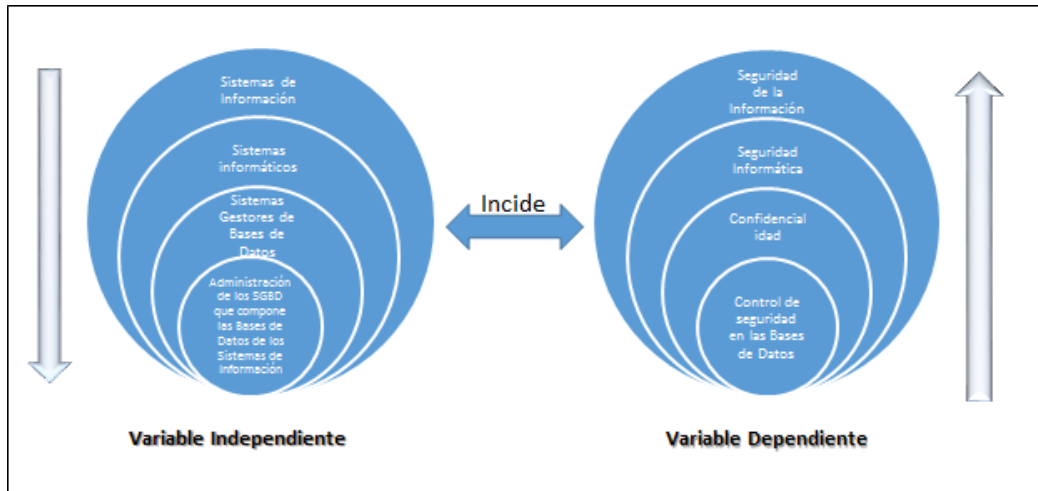 Sistemas de
Información
Sistemas
informáticos
Sistemas
Gestores de
Bases de
Datos
Administración
de los SGBD
que compone
las Bases de
Datos de los
Sistemas de
Información
Variable Independiente
Incide
Seguridad
de la
Información
Seguridad
Informática
Confidencial
idad
Control de
seguridad
en las Bases
de Datos
Variable Dependiente